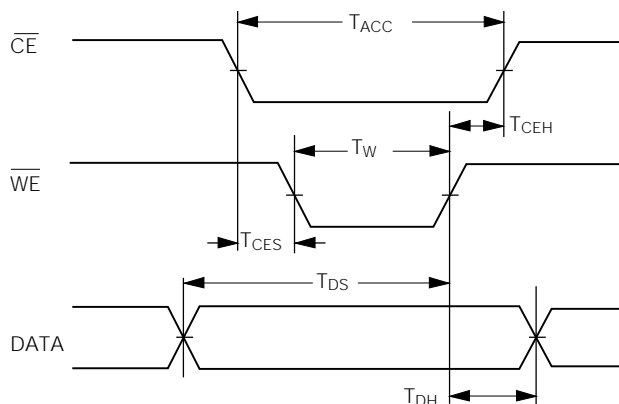 TACC
CE
TCEH
TW
WE
TCES
TDS
DATA
TDH